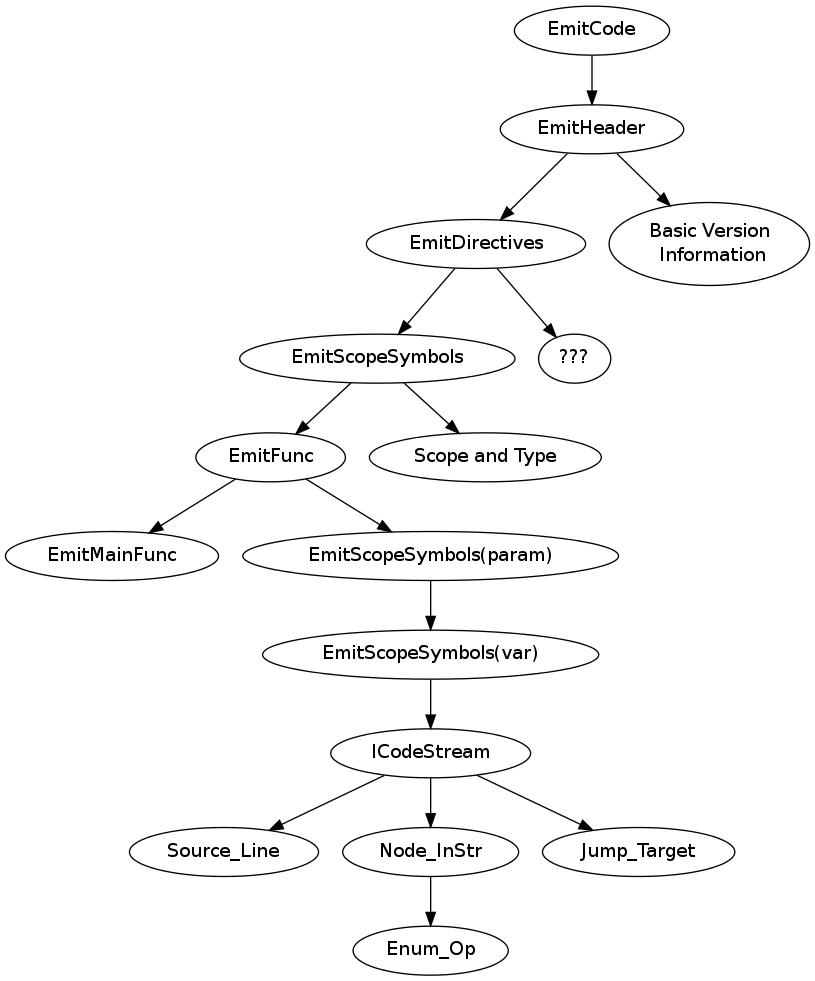 EmitCode
EmitHeader
EmitDirectives
Basic Version
Information
EmitScopeSymbols
???
EmitFunc
Scope and Type
EmitMainFunc
EmitScopeSymbols(param)
EmitScopeSymbols(var)
ICodeStream
Source_Line
Node_InStr
Jump_Target
Enum_Op